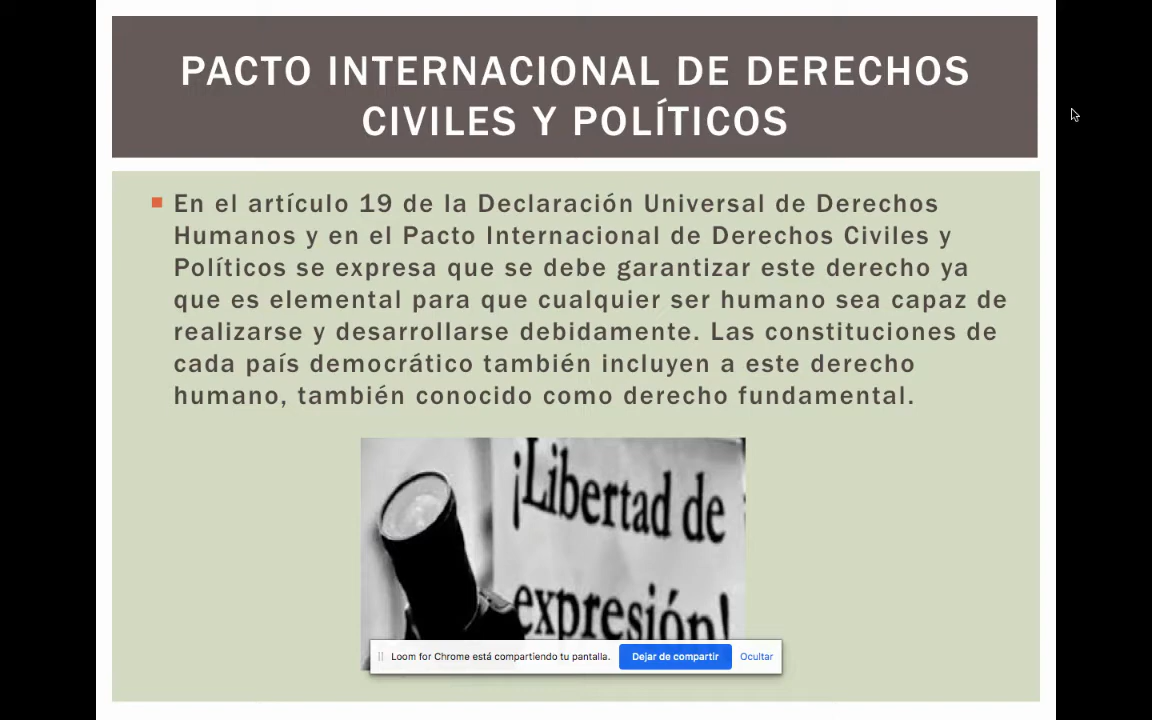 PACTO INTERNACIONAL DE DERECHOS
CIVILES Y POLÍTICOS
En el artículo 19 de la Declaración Universal de Derechos
Humanos y en el Pacto Internacional de Derechos Civiles y
Políticos se expresa que se debe garantizar este derecho ya
que es elemental para que cualquier ser humano sea capaz de
realizarse y desarrollarse debidamente. Las constituciones de
cada país democrático también incluyen a este derecho
humano, también conocido como derecho fundamental.
¡Libertad de
expresión!
Loom for Chrome está compartiendo tu pantalla. Dejar de compartir Ocultar